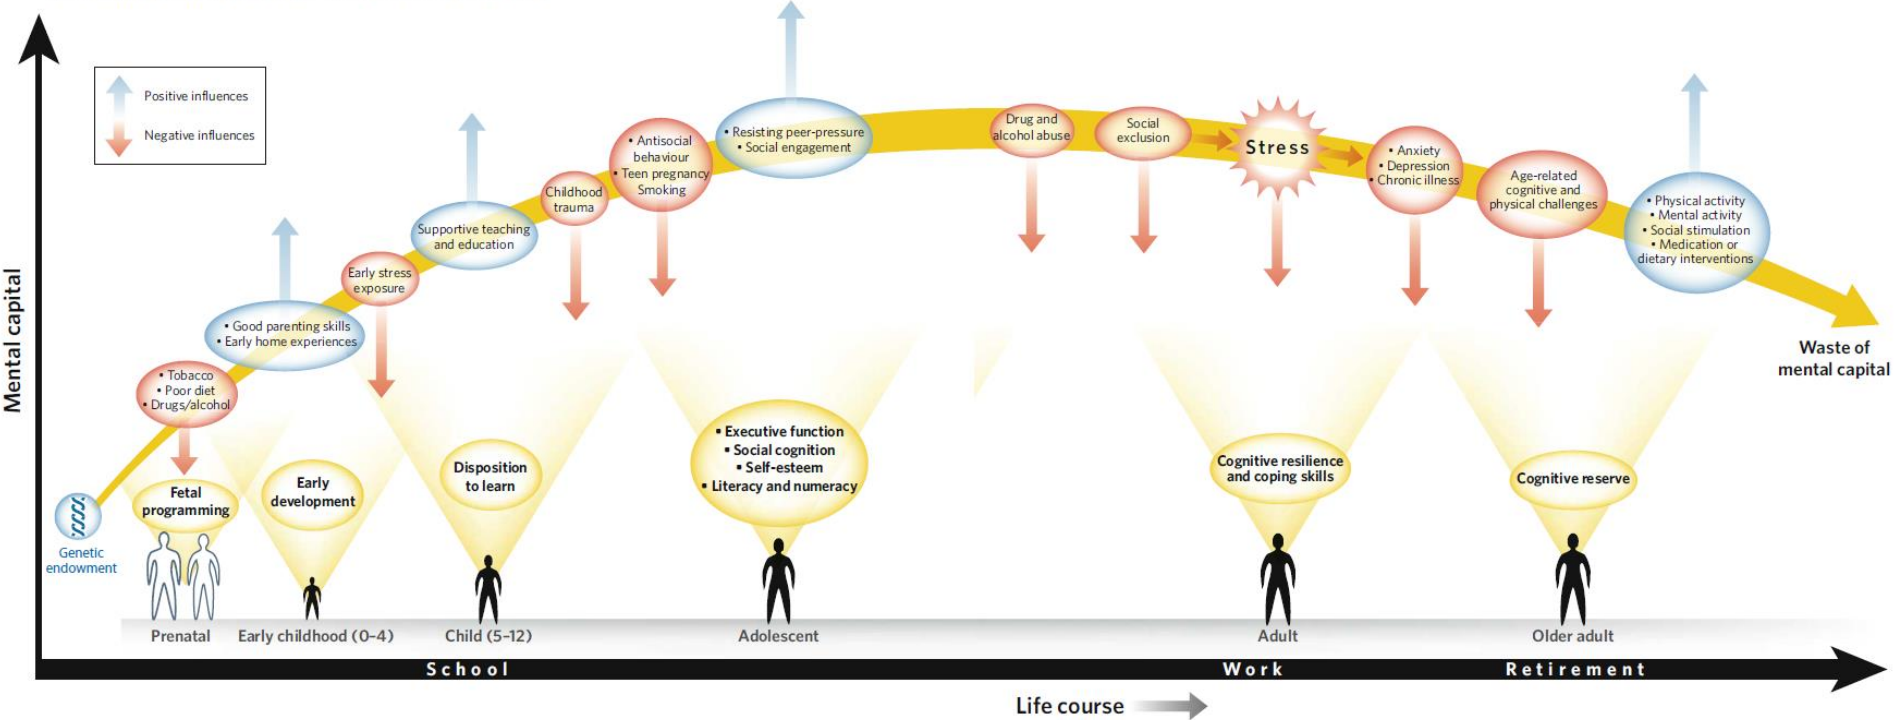 Mental capital
Positive influences
Negative influences
Genetic
endowment
• Tobacco
• Poor diet
• Drugs/alcohol
• Good parenting skills
• Early home experiences
Early stress
exposure
Supportive teaching
and education
Childhood
trauma
• Antisocial
behaviour
• Teen pregnancy
Smoking
• Resisting peer-pressure
• Social engagement
Drug and
alcohol abuse
Social
exclusion
Stress
• Anxiety
• Depression
• Chronic illness
Age-related
cognitive and
physical challenges
• Physical activity
• Mental activity
• Social stimulation
• Medication or
dietary interventions
Waste of
mental capital
Fetal
programming
Early
development
Disposition
to learn
▪ Executive function
▪ Social cognition
▪ Self-esteem
▪ Literacy and numeracy
Cognitive resilience
and coping skills
Cognitive reserve
Prenatal
Early childhood (0–4)
Child (5–12)
Adolescent
Adult
Older adult
School
Work
Retirement
Life course